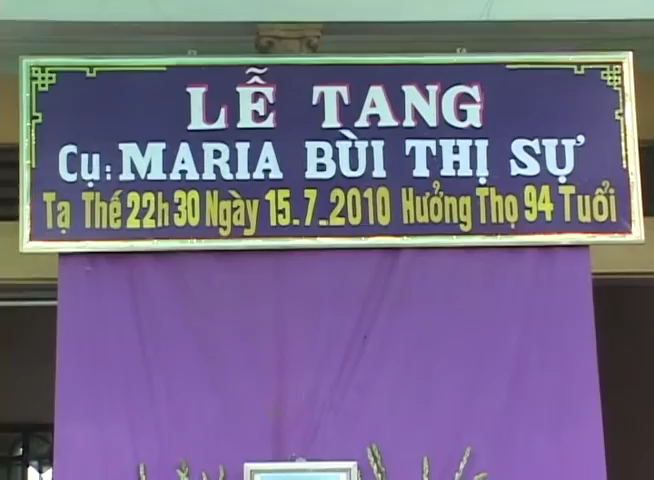 LỄ TANG
Cụ: MARIA BÙI THỊ SỰ
Tạ Thế 22h 30 Ngày 15.7.2010 Hưởng Thọ 94 Tuổi